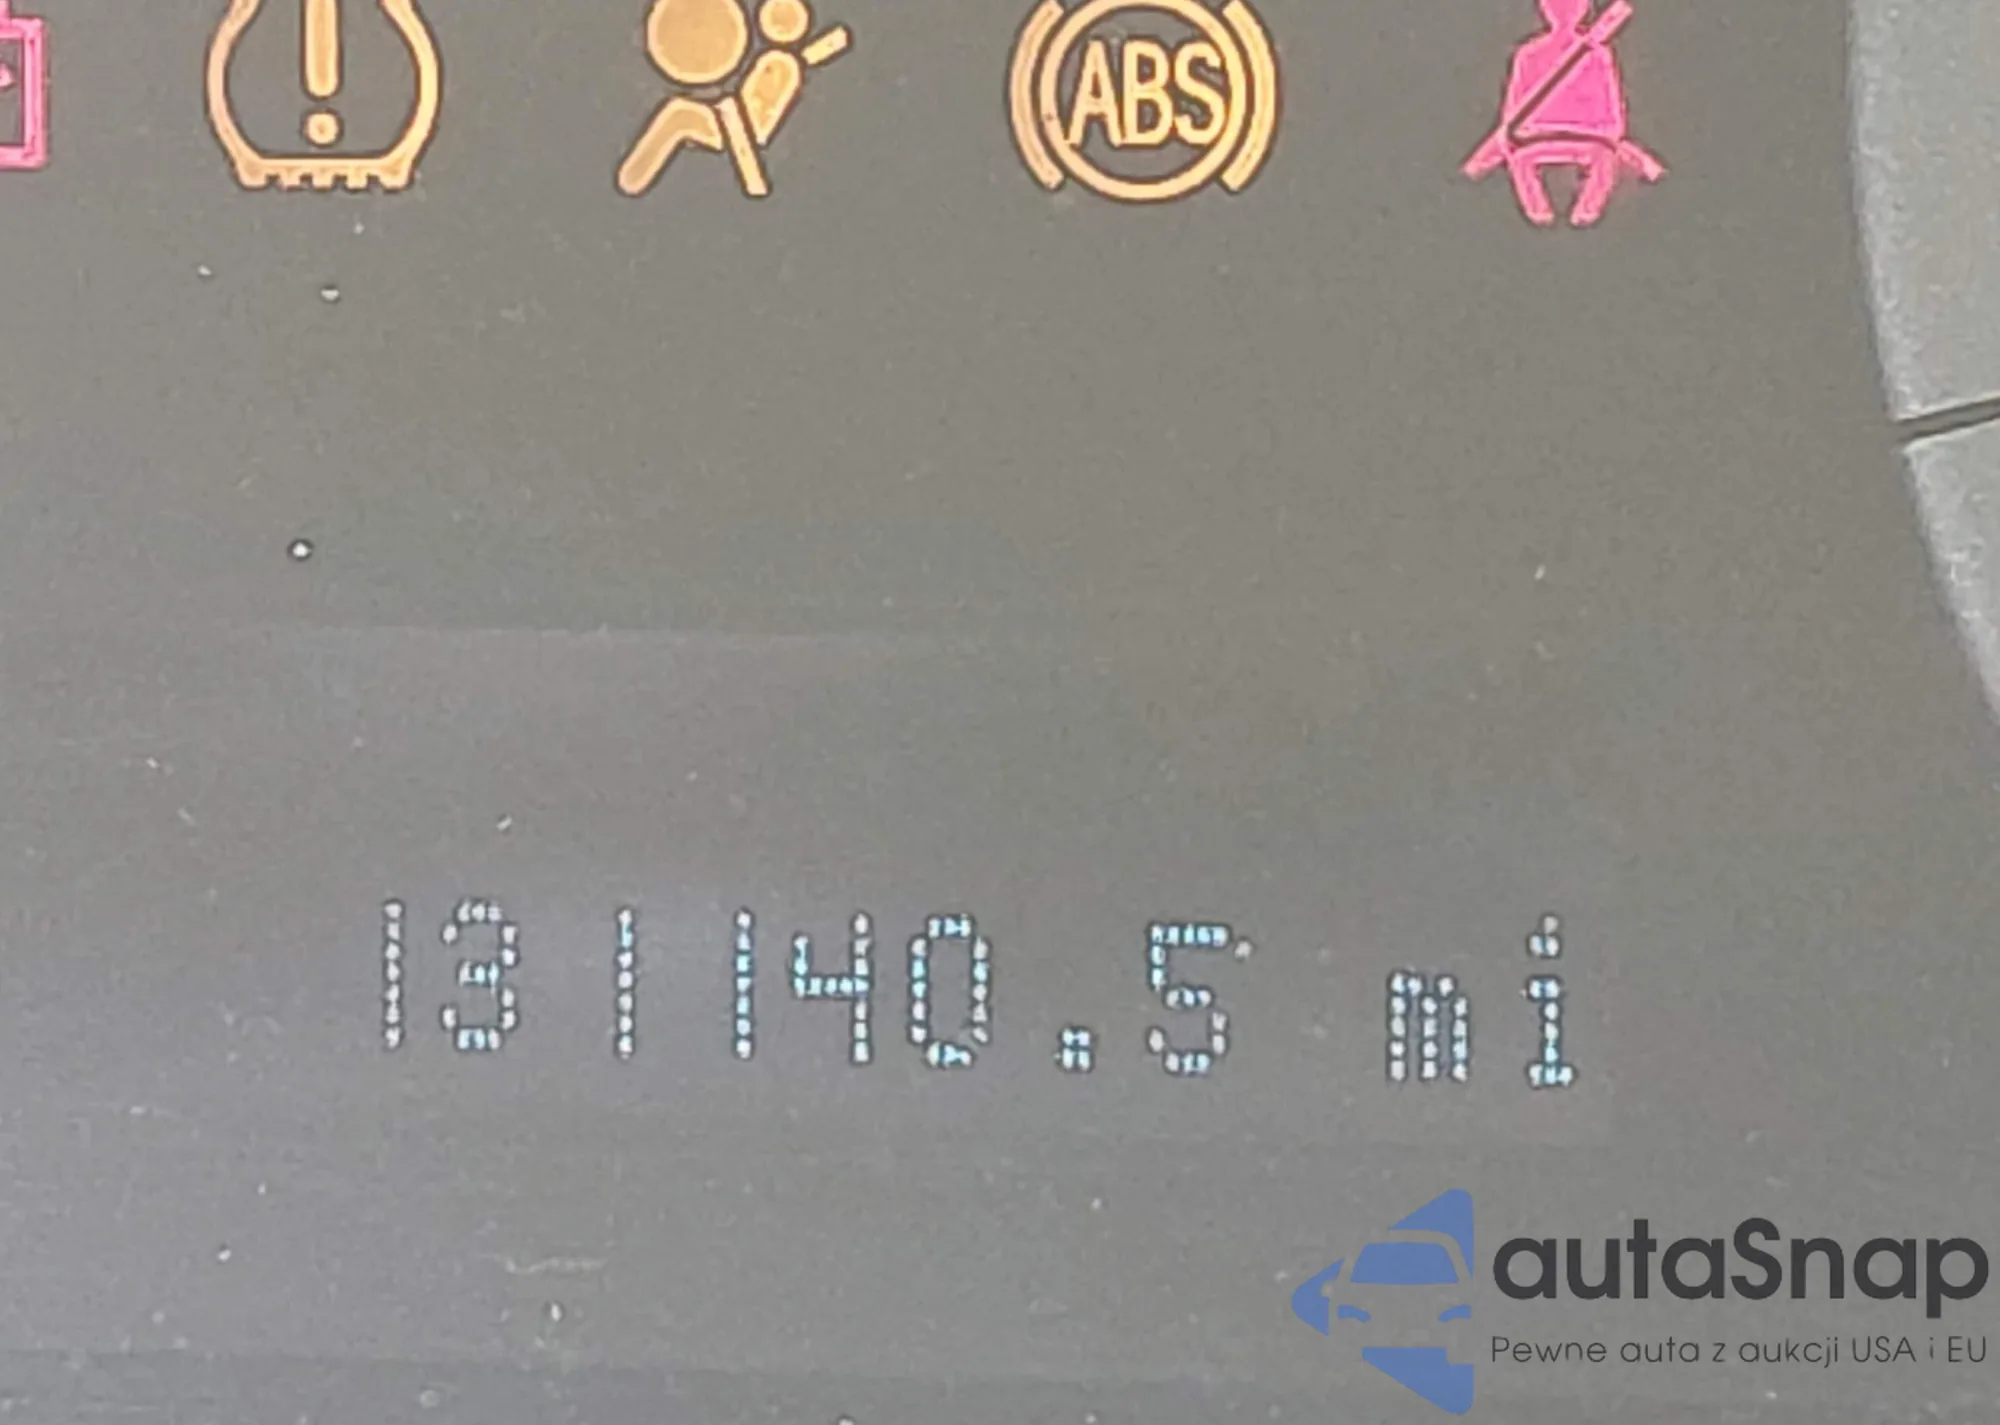 ABS
131140.5 mi
autaSnap
Pewne auta z aukcji USA i EU